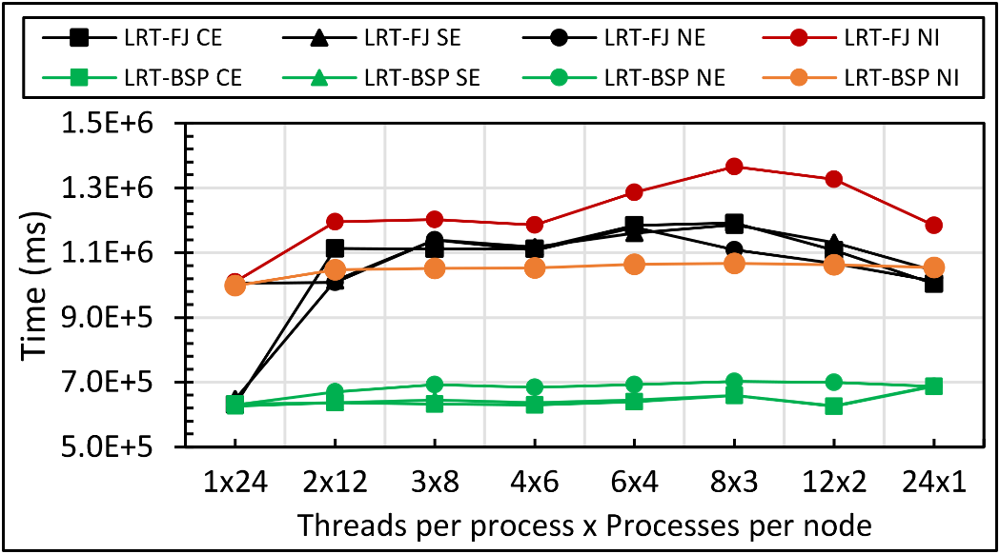 LRT-FJ CE LRT-FJ SE LRT-FJ NE LRT-FJ NI
LRT-BSP CE LRT-BSP SE LRT-BSP NE LRT-BSP NI
Time (ms)
1.5E+6
1.3E+6
1.1E+6
9.0E+5
7.0E+5
5.0E+5
1x24 2x12 3x8 4x6 6x4 8x3 12x2 24x1
Threads per process x Processes per node